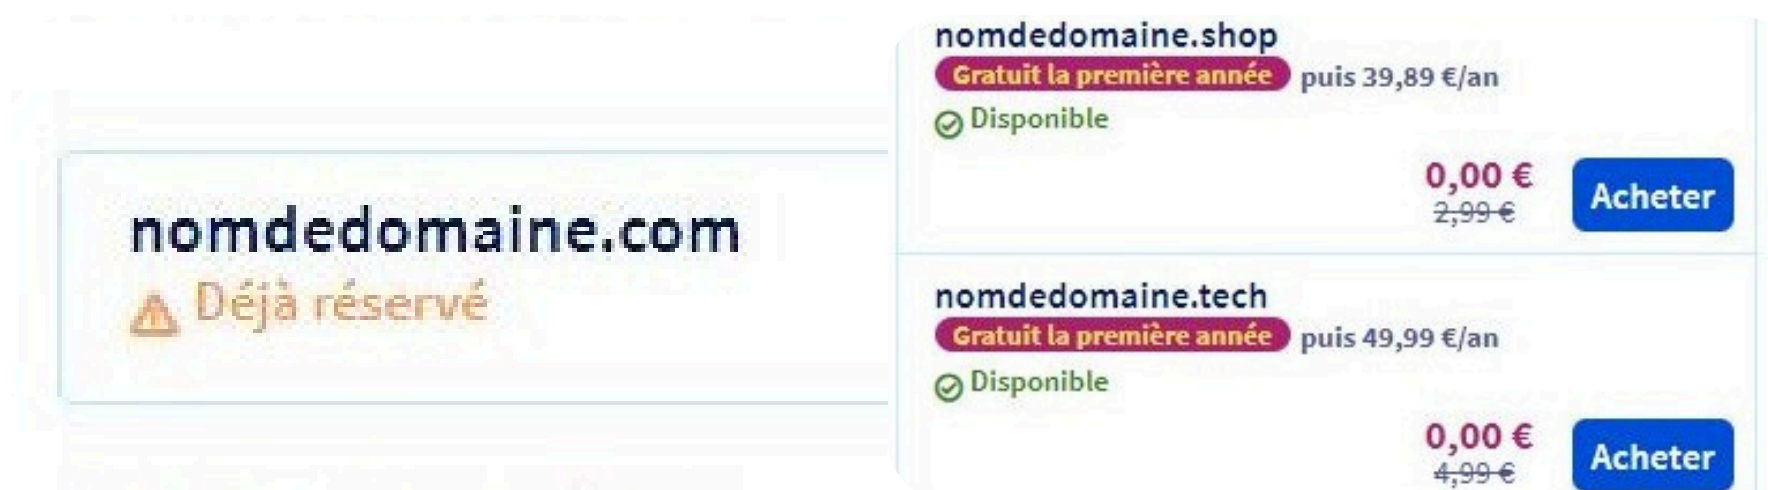 nomdedomaine.com
Déjà réservé
nomdedomaine.shop
Gratuit la première année puis 39,89 €/an
Disponible
0,00 €
2,99 €
Acheter
nomdedomaine.tech
Gratuit la première année puis 49,99 €/an
Disponible
0,00 €
4,99 €
Acheter